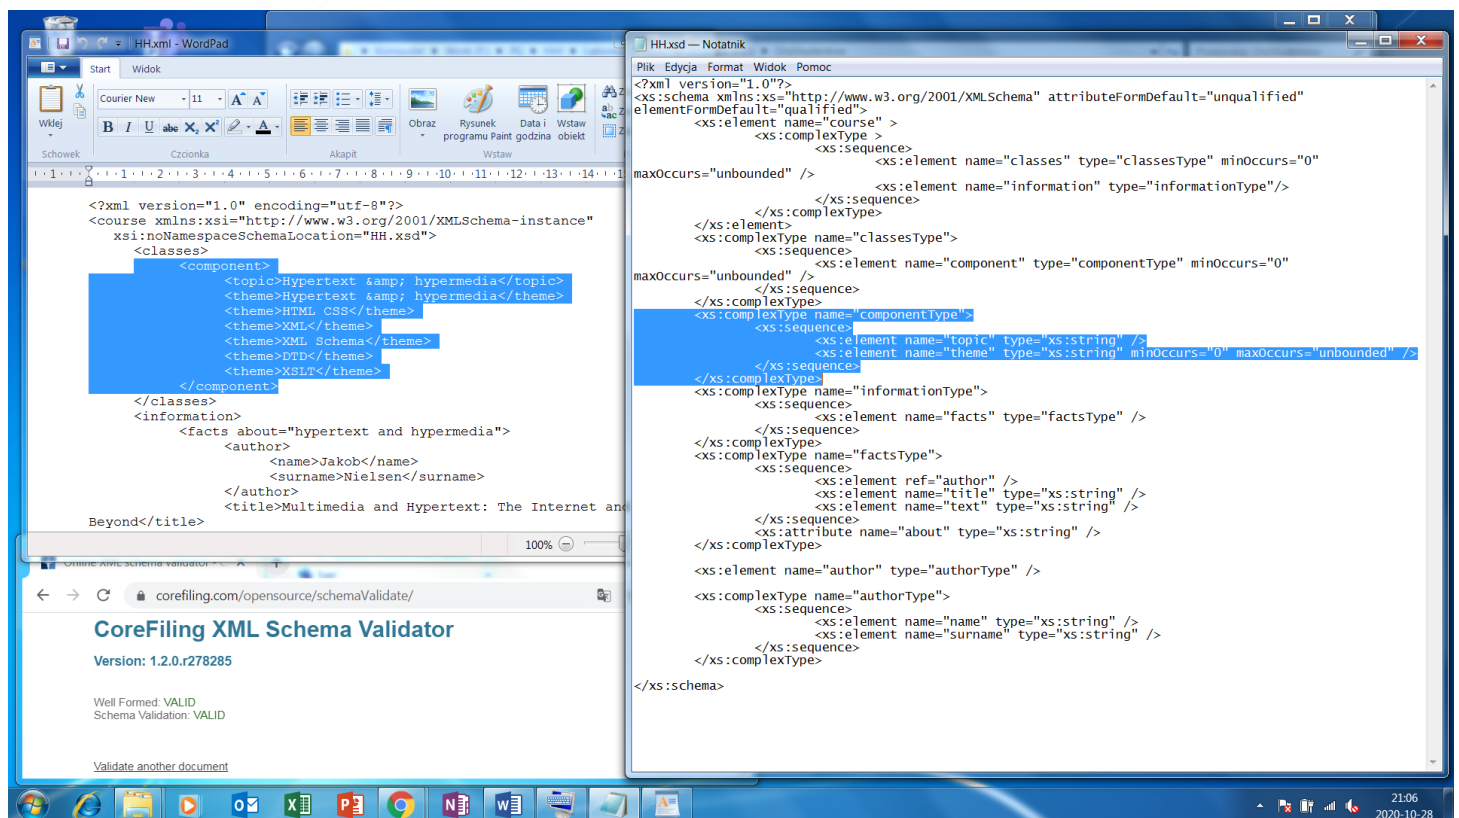 HH.xml - WordPad
Start Widok
Wklej
Courier New 11
Obraz
Rysunek programu Paint
Data i godzina
Wstaw obiekt
Schowek Czcionka Akapit Wstaw
<?xml version="1.0" encoding="utf-8"?>
<course xmlns:xsi="http://www.w3.org/2001/XMLSchema-instance"
xsi:noNamespaceSchemaLocation="HH.xsd">
<classes>
<component>
<topic>Hypertext &amp; hypermedia</topic>
<theme>Hypertext &amp; hypermedia</theme>
<theme>HTML CSS</theme>
<theme>XML</theme>
<theme>XML Schema</theme>
<theme>DTD</theme>
<theme>XSLT</theme>
</component>
</classes>
<information>
<facts about="hypertext and hypermedia">
<author>
<name>Jakob</name>
<surname>Nielsen</surname>
</author>
<title>Multimedia and Hypertext: The Internet and
Beyond</title>
100%
Online XML schema validator
corefiling.com/opensource/schemaValidate/
CoreFiling XML Schema Validator
Version: 1.2.0.r278285
Well Formed: VALID
Schema Validation: VALID
Validate another document
HH.xsd — Notatnik
Plik Edycja Format Widok Pomoc
<?xml version="1.0"?>
<xs:schema xmlns:xs="http://www.w3.org/2001/XMLSchema" attributeFormDefault="unqualified"
elementFormDefault="qualified">
<xs:element name="course" >
<xs:complexType >
<xs:sequence>
<xs:element name="classes" type="classesType" minOccurs="0"
maxOccurs="unbounded" />
<xs:element name="information" type="informationType"/>
</xs:sequence>
</xs:complexType>
</xs:element>
<xs:complexType name="classesType">
<xs:sequence>
<xs:element name="component" type="componentType" minOccurs="0"
maxOccurs="unbounded" />
</xs:sequence>
</xs:complexType>
<xs:complexType name="componentType">
<xs:sequence>
<xs:element name="topic" type="xs:string" />
<xs:element name="theme" type="xs:string" minOccurs="0" maxOccurs="unbounded" />
</xs:sequence>
</xs:complexType>
<xs:complexType name="informationType">
<xs:sequence>
<xs:element name="facts" type="factsType" />
</xs:sequence>
</xs:complexType>
<xs:complexType name="factsType">
<xs:sequence>
<xs:element ref="author" />
<xs:element name="title" type="xs:string" />
<xs:element name="text" type="xs:string" />
</xs:sequence>
<xs:attribute name="about" type="xs:string" />
</xs:complexType>
<xs:element name="author" type="authorType" />
<xs:complexType name="authorType">
<xs:sequence>
<xs:element name="name" type="xs:string" />
<xs:element name="surname" type="xs:string" />
</xs:sequence>
</xs:complexType>
</xs:schema>
21:06
2020-10-28